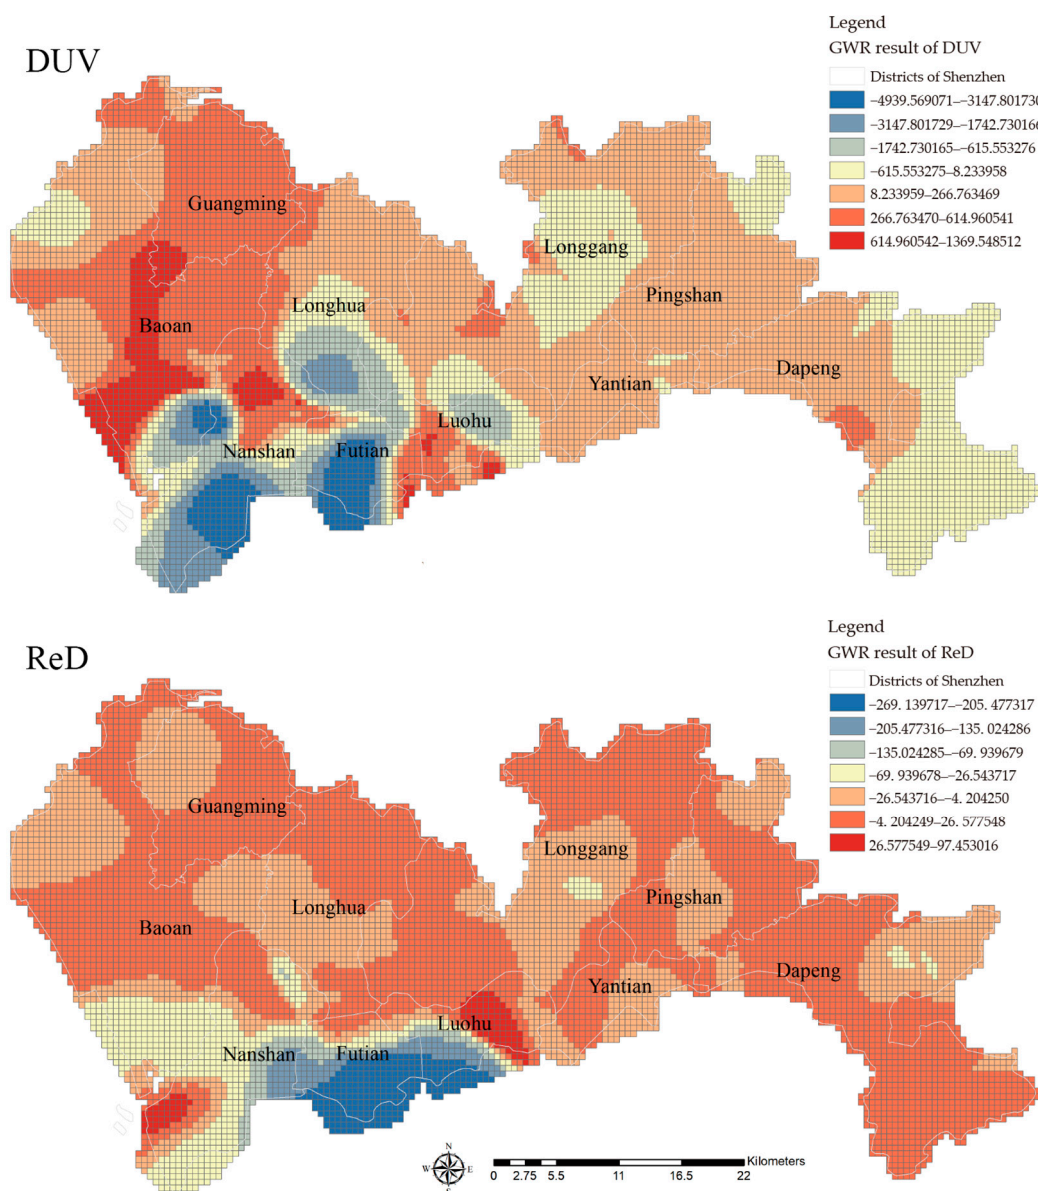 Legend
GWR result of DUV
DUV
Districts of Shenzhen
−4939.569071–−3147.801730
−3147.801729–−1742.730166
−1742.730165–−615.553276
−615.553275–8.233958
8.233959–266.763469
266.763470–614.960541
614.960542–1369.548512
Guangming
Longgang
Pingshan
Longhua
Baoan
Dapeng
Yantian
Luohu
Nanshan
Futian
Legend
GWR result of ReD
ReD
Districts of Shenzhen
−269. 139717–−205. 477317
−205.477316–−135. 024286
−135.024285–−69. 939679
−69. 939678–−26.543717
−26.543716–−4. 204250
−4. 204249–26. 577548
26.577549–97.453016
Guangming
Longgang
Pingshan
Longhua
Baoan
Dapeng
Yantian
Luohu
Nanshan
Futian
N
W E
S
Kilometers
0 2.75 5.5 11 16.5 22